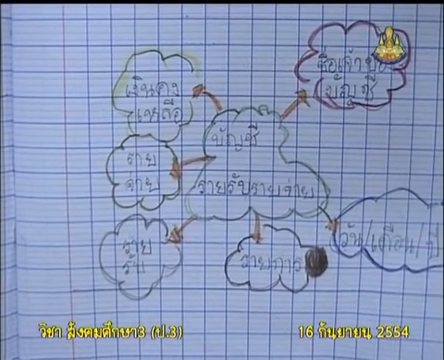 ชื่อเจ้าของ
บัญชี
เงินคง
เหลือ
บัญชี
รายรับรายจ่าย
ราย
จ่าย
วัน/เดือน/ปี
ราย
รับ
รายการ
วิชา สังคมศึกษา3 (ป.3)
16 กันยายน 2554